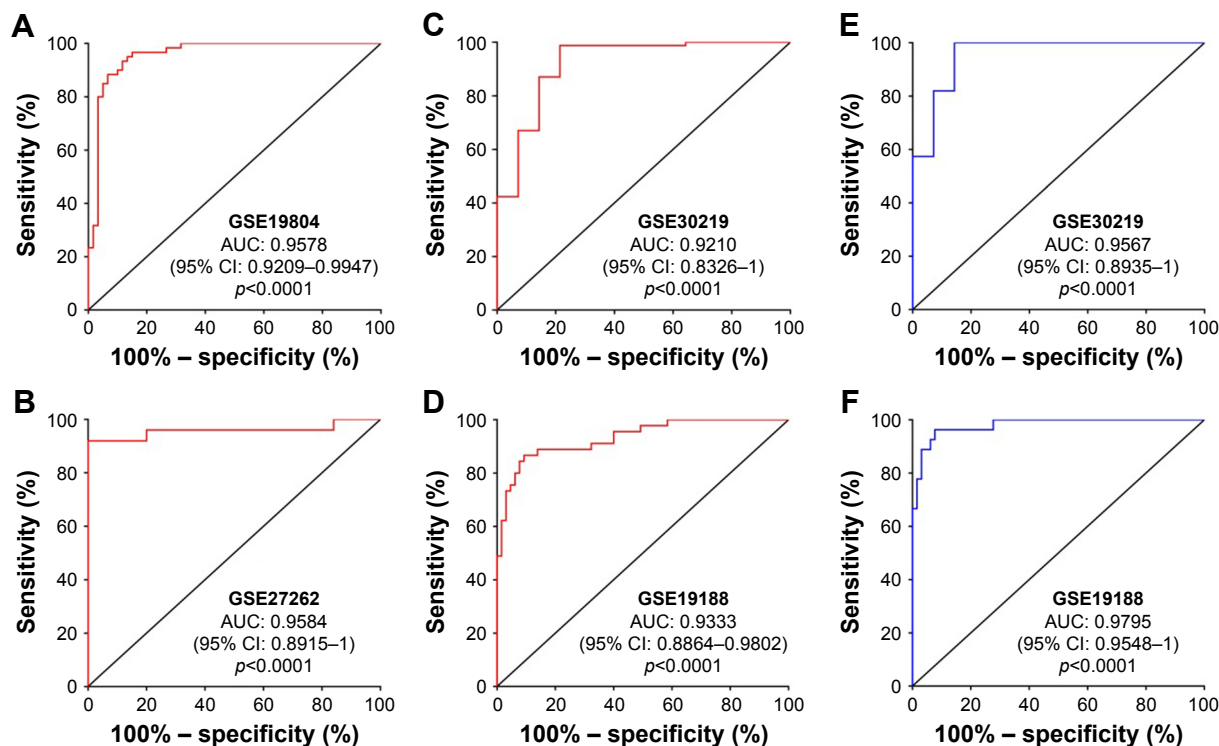 A
Sensitivity (%)
100
80
60
40
20
0
GSE19804
AUC: 0.9578
(95% CI: 0.9209–0.9947)
p<0.0001
0 20 40 60 80 100
100% – specificity (%)
C
Sensitivity (%)
100
80
60
40
20
0
GSE30219
AUC: 0.9210
(95% CI: 0.8326–1)
p<0.0001
0 20 40 60 80 100
100% – specificity (%)
E
Sensitivity (%)
100
80
60
40
20
0
GSE30219
AUC: 0.9567
(95% CI: 0.8935–1)
p<0.0001
0 20 40 60 80 100
100% – specificity (%)
B
Sensitivity (%)
100
80
60
40
20
0
GSE27262
AUC: 0.9584
(95% CI: 0.8915–1)
p<0.0001
0 20 40 60 80 100
100% – specificity (%)
D
Sensitivity (%)
100
80
60
40
20
0
GSE19188
AUC: 0.9333
(95% CI: 0.8864–0.9802)
p<0.0001
0 20 40 60 80 100
100% – specificity (%)
F
Sensitivity (%)
100
80
60
40
20
0
GSE19188
AUC: 0.9795
(95% CI: 0.9548–1)
p<0.0001
0 20 40 60 80 100
100% – specificity (%)